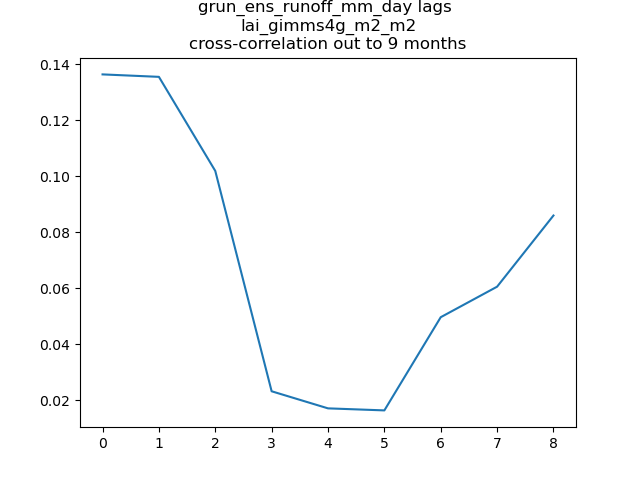 grun_ens_runoff_mm_day lags
lai_gimms4g_m2_m2
cross-correlation out to 9 months
0.14
0.12
0.10
0.08
0.06
0.04
0.02
0 1 2 3 4 5 6 7 8